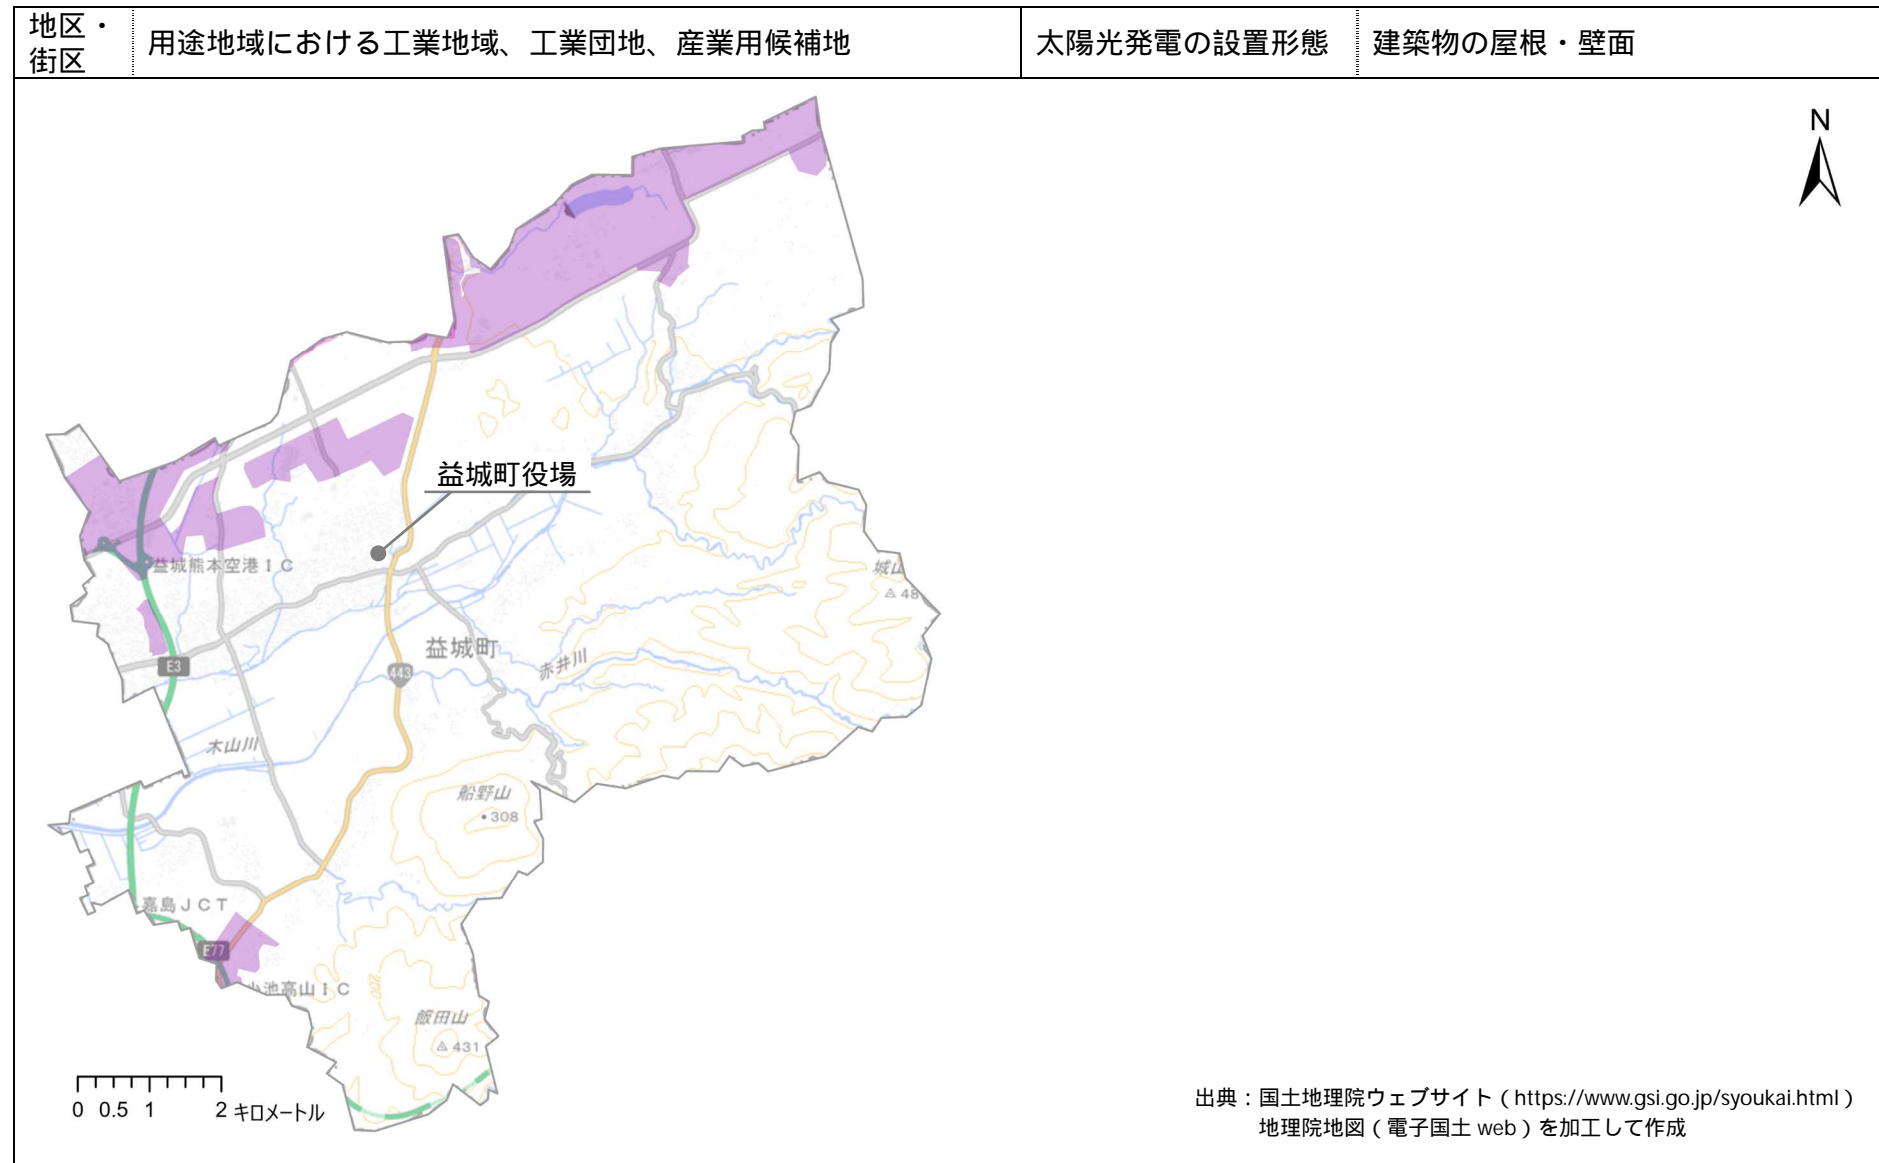 地区・
街区
用途地域における工業地域、工業団地、産業用候補地
太陽光発電の設置形態
建築物の屋根・壁面
N
益城町役場
益城熊本空港IC
城山
48
E3
443
益城町
赤井川
木山川
船野山
308
嘉島JCT
E77
小池高山IC
200
飯田山
431
0 0.5 1 2 キロメートル
出典：国土地理院ウェブサイト（https://www.gsi.go.jp/syoukai.html）
地理院地図（電子国土 web）を加工して作成